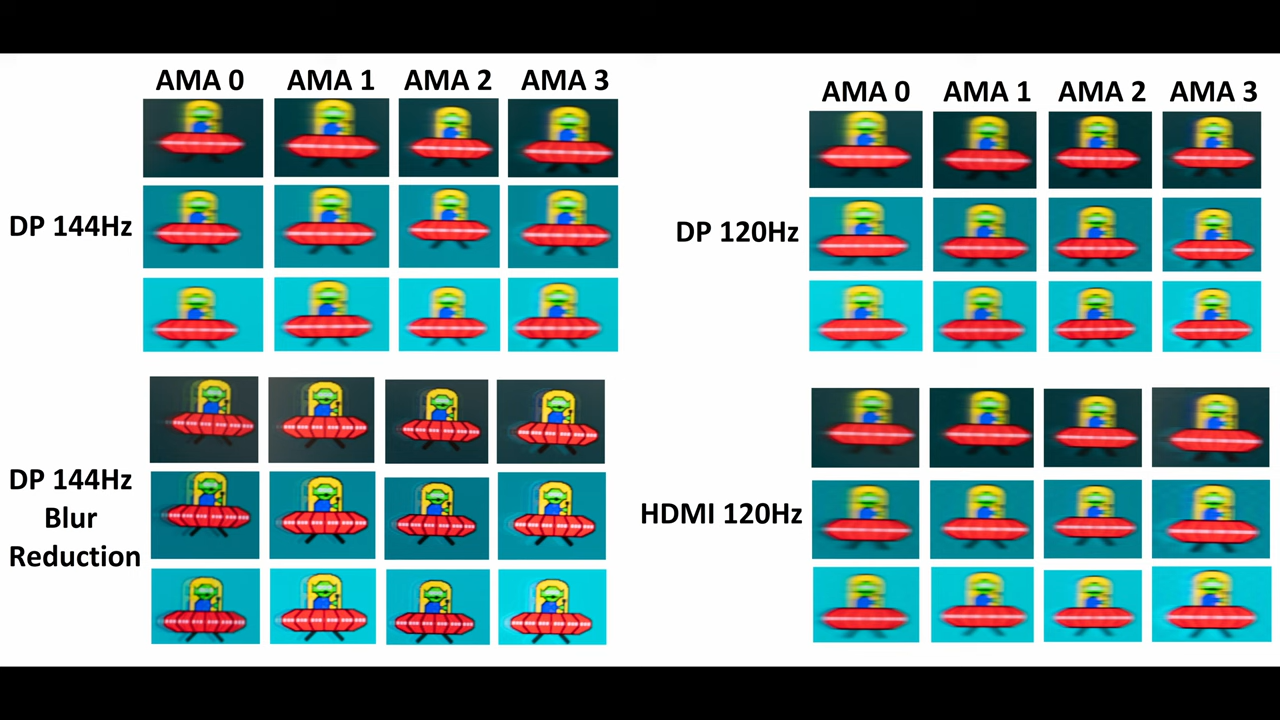 AMA 0 AMA 1 AMA 2 AMA 3
DP 144Hz
DP 144Hz
Blur
Reduction
AMA 0 AMA 1 AMA 2 AMA 3
DP 120Hz
HDMI 120Hz